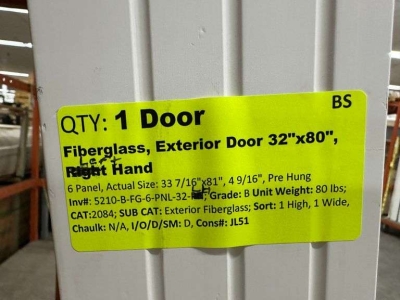 BS
QTY: 1 Door
Fiberglass, Exterior Door 32"x80",
Left
Right Hand
6 Panel, Actual Size: 33 7/16"x81", 4 9/16", Pre Hung
Inv#: 5210-B-FG-6-PNL-32- LH; Grade: B Unit Weight: 80 lbs;
CAT:2084; SUB CAT: Exterior Fiberglass; Sort: 1 High, 1 Wide,
Chaulk: N/A, I/O/D/SM: D, Cons#: JL51